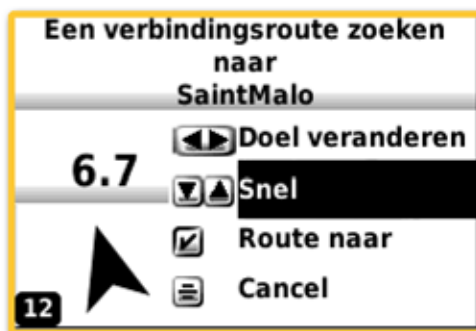 Een verbindingsroute zoeken
naar
SaintMalo
Doel veranderen
6.7
Snel
Route naar
Cancel
12